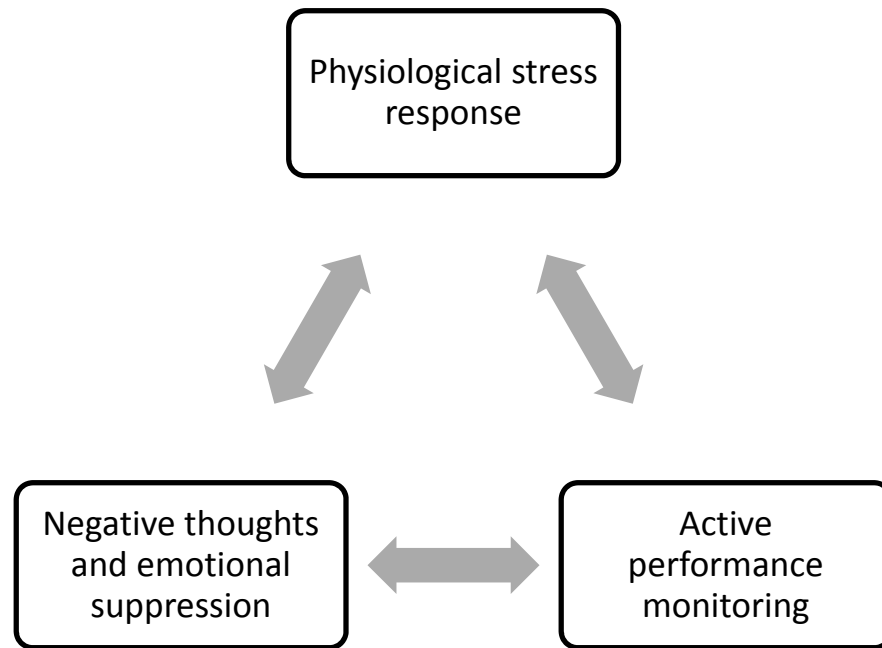 Physiological stress
response
Negative thoughts
and emotional
suppression
Active
performance
monitoring